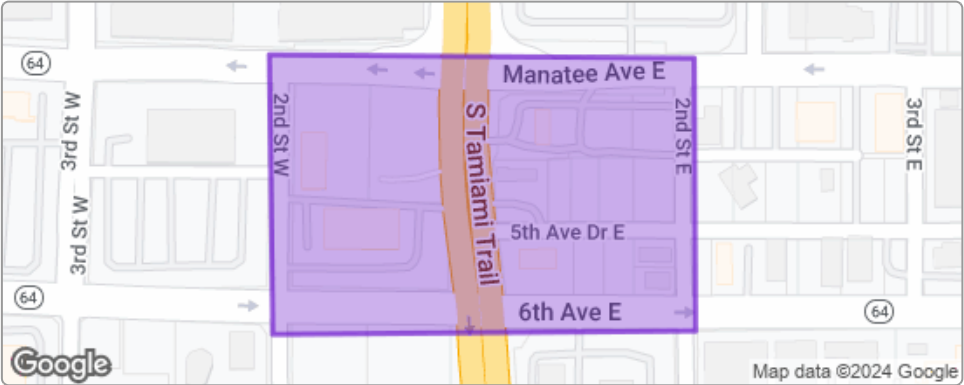 64
Manatee Ave E
2nd St W
3rd St W
S Tamiami Trail
2nd St E
3rd St E
3rd St W
5th Ave Dr E
64
6th Ave E
64
Google
Map data ©2024 Google